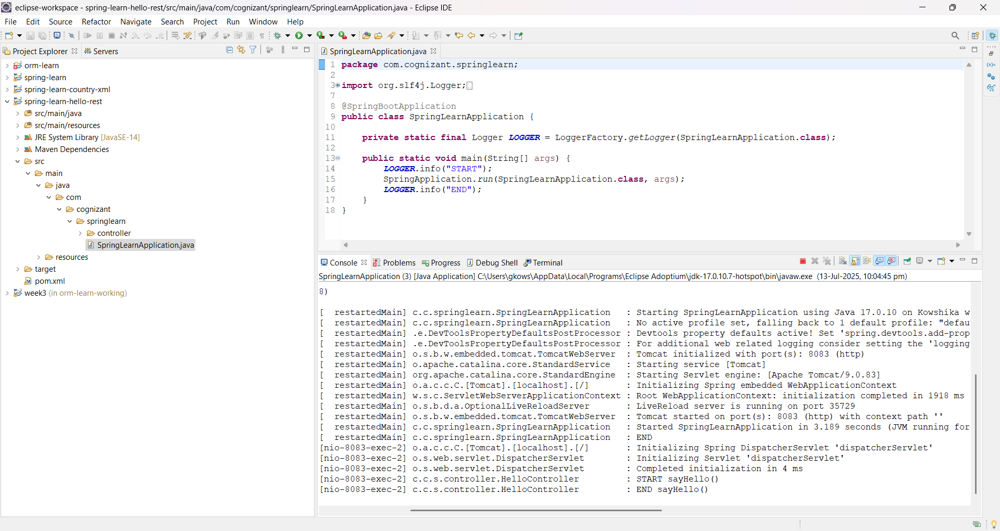 eclipse-workspace - spring-learn-hello-rest/src/main/java/com/cognizant/springlearn/SpringLearnApplication.java - Eclipse IDE
File Edit Source Refactor Navigate Search Project Run Window Help
Project Explorer
Servers
orm-learn
spring-learn
spring-learn-country-xml
spring-learn-hello-rest
src/main/java
src/main/resources
JRE System Library [JavaSE-14]
Maven Dependencies
src
main
java
com
cognizant
springlearn
controller
SpringLearnApplication.java
resources
target
pom.xml
week3 (in orm-learn-working)
SpringLearnApplication.java
1 package com.cognizant.springlearn;
2
3 import org.slf4j.Logger;
7
8 @SpringBootApplication
9 public class SpringLearnApplication {
10
11 private static final Logger LOGGER = LoggerFactory.getLogger(SpringLearnApplication.class);
12
13 public static void main(String[] args) {
14 LOGGER.info("START");
15 SpringApplication.run(SpringLearnApplication.class, args);
16 LOGGER.info("END");
17 }
18 }
Console Problems Progress Debug Shell Terminal
SpringLearnApplication (3) [Java Application] C:\Users\gkows\AppData\Local\Programs\Eclipse Adoptium\jdk-17.0.10.7-hotspot\bin\javaw.exe (13-Jul-2025, 10:04:45 pm)
8)
[ restartedMain] c.c.springlearn.SpringLearnApplication : Starting SpringLearnApplication using Java 17.0.10 on Kowshika w
[ restartedMain] c.c.springlearn.SpringLearnApplication : No active profile set, falling back to 1 default profile: "defau
[ restartedMain] .e.DevToolsPropertyDefaultsPostProcessor : Devtools property defaults active! Set 'spring.devtools.add-prop
[ restartedMain] .e.DevToolsPropertyDefaultsPostProcessor : For additional web related logging consider setting the 'logging
[ restartedMain] o.s.b.w.embedded.tomcat.TomcatWebServer : Tomcat initialized with port(s): 8083 (http)
[ restartedMain] o.apache.catalina.core.StandardService : Starting service [Tomcat]
[ restartedMain] org.apache.catalina.core.StandardEngine : Starting Servlet engine: [Apache Tomcat/9.0.83]
[ restartedMain] o.a.c.c.C.[Tomcat].[localhost].[/] : Initializing Spring embedded WebApplicationContext
[ restartedMain] w.s.c.ServletWebServerApplicationContext : Root WebApplicationContext: initialization completed in 1918 ms
[ restartedMain] o.s.b.d.a.OptionalLiveReloadServer : LiveReload server is running on port 35729
[ restartedMain] o.s.b.w.embedded.tomcat.TomcatWebServer : Tomcat started on port(s): 8083 (http) with context path ''
[ restartedMain] c.c.springlearn.SpringLearnApplication : Started SpringLearnApplication in 3.189 seconds (JVM running for
[ restartedMain] c.c.springlearn.SpringLearnApplication : END
[nio-8083-exec-2] o.a.c.c.C.[Tomcat].[localhost].[/] : Initializing Spring DispatcherServlet 'dispatcherServlet'
[nio-8083-exec-2] o.s.web.servlet.DispatcherServlet : Initializing Servlet 'dispatcherServlet'
[nio-8083-exec-2] o.s.web.servlet.DispatcherServlet : Completed initialization in 4 ms
[nio-8083-exec-2] c.c.s.controller.HelloController : START sayHello()
[nio-8083-exec-2] c.c.s.controller.HelloController : END sayHello()